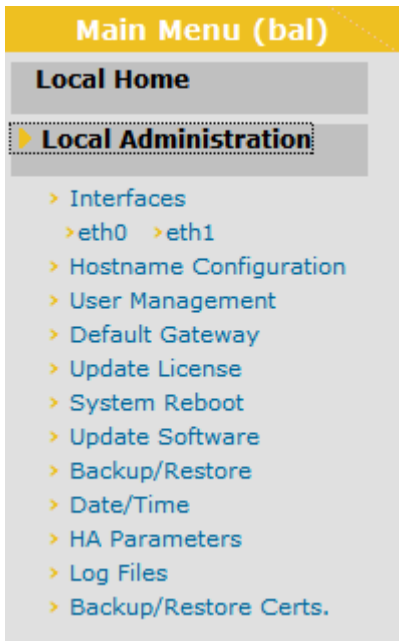 Main Menu (bal)
Local Home
Local Administration
Interfaces
eth0 eth1
Hostname Configuration
User Management
Default Gateway
Update License
System Reboot
Update Software
Backup/Restore
Date/Time
HA Parameters
Log Files
Backup/Restore Certs.